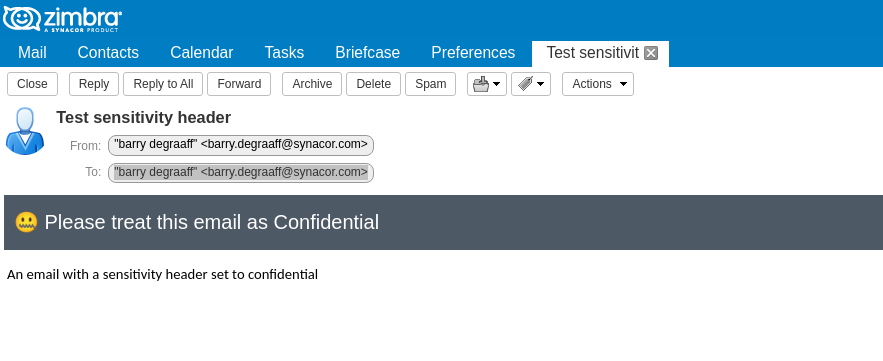 zimbra
A SYNACOR PRODUCT
Mail Contacts Calendar Tasks Briefcase Preferences Test sensitivit
Close Reply Reply to All Forward Archive Delete Spam Actions
Test sensitivity header
From: "barry degraaff" <barry.degraaff@synacor.com>
To: "barry degraaff" <barry.degraaff@synacor.com>
Please treat this email as Confidential
An email with a sensitivity header set to confidential